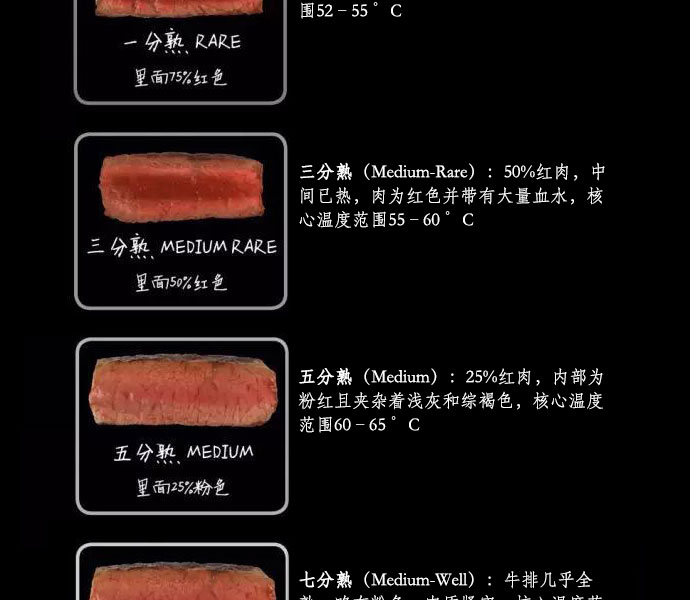 围52－55°C
一分熟 RARE
里面75%红色
三分熟（Medium-Rare）：50%红肉，中
间已热，肉为红色并带有大量血水，核
心温度范围55－60°C
三分熟 MEDIUM RARE
里面50%红色
五分熟（Medium）：25%红肉，内部为
粉红且夹杂着浅灰和综褐色，核心温度
范围60－65°C
五分熟 MEDIUM
里面25%粉色
七分熟（Medium-Well）：牛排几乎全